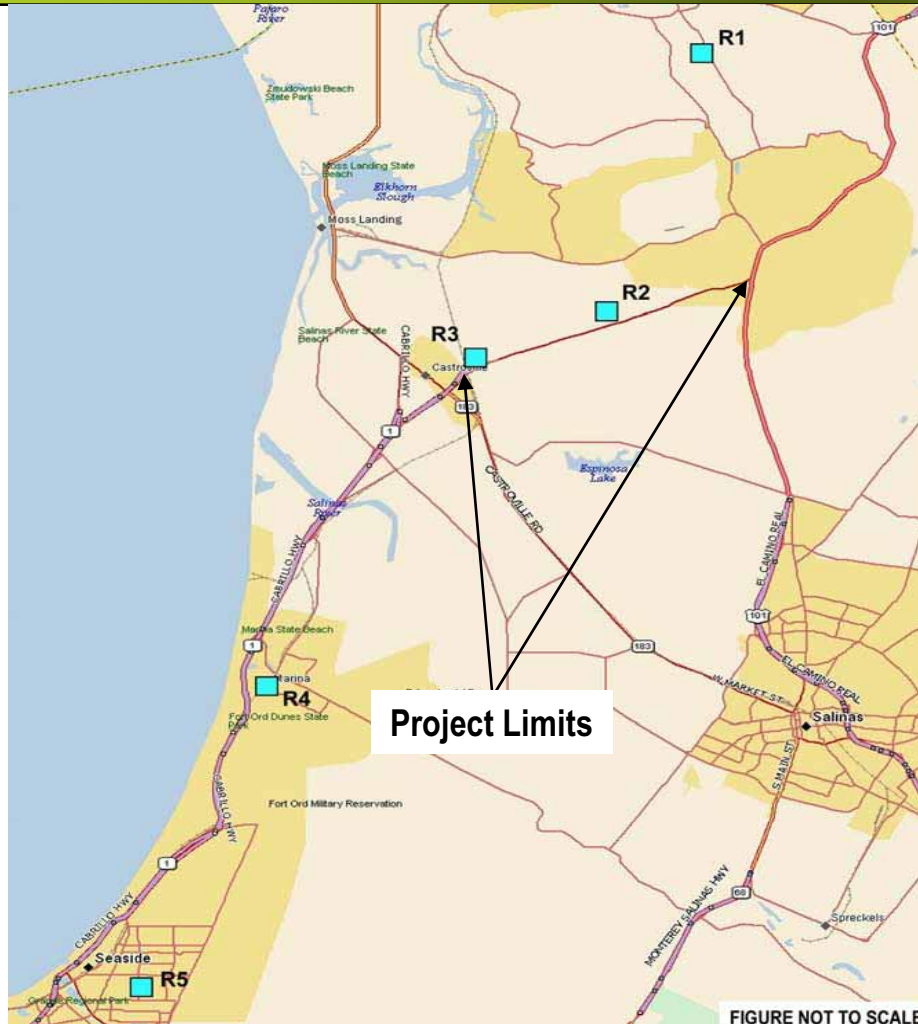 Pajaro
River
101
R1
Zmudowski Beach
State Park
Moss Landing State
Beach
Elkhorn
Slough
Moss Landing
R2
Salinas River State
Beach
R3
CABRILLO HWY
183
1
CASTROVILLE RD
Espinosa
Lake
Salinas
River
EL CAMINO REAL
CABRILLO HWY
101
Marina State Beach
1
183
EL CAMINO REAL
R4
W MARKET ST
Project Limits
Salinas
Fort Ord Dunes State
Park
S MAIN ST
CABRILLO HWY
Fort Ord Military Reservation
1
MONTEREY SALINAS HWY
68
CABRILLO HWY
Spreckels
Seaside
R5
Regional Park
FIGURE NOT TO SCALE